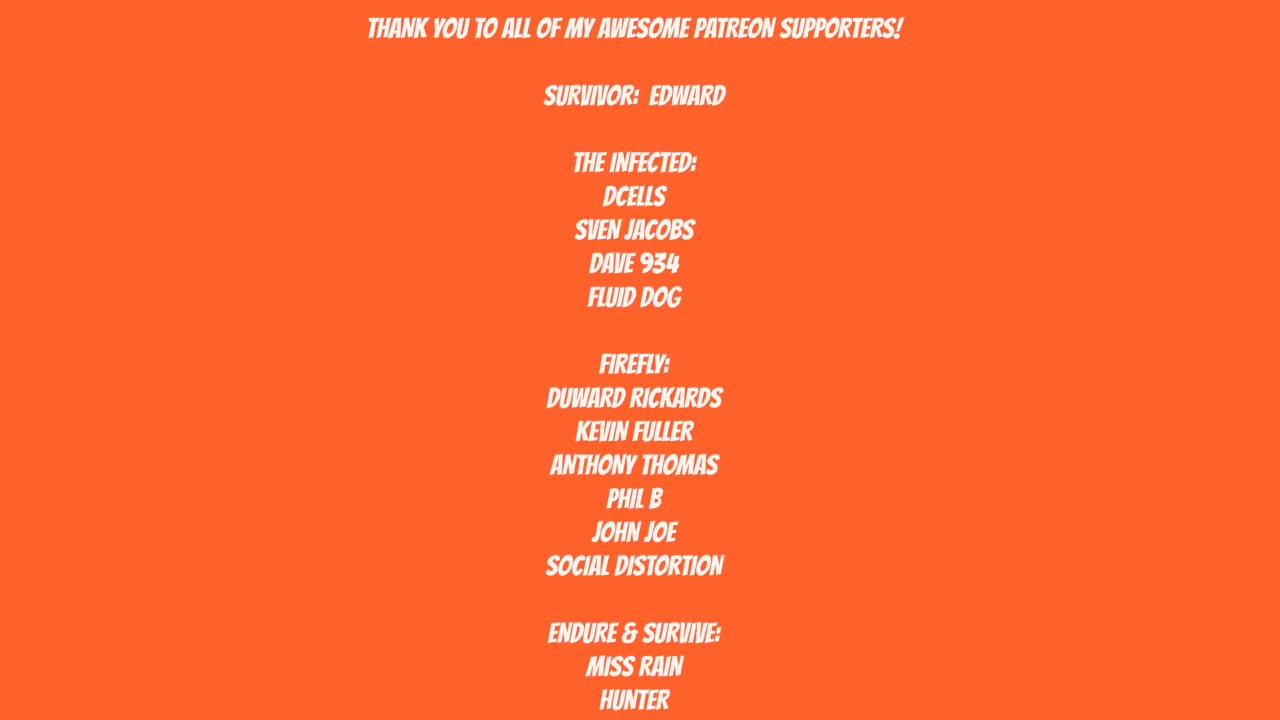 THANK YOU TO ALL OF MY AWESOME PATREON SUPPORTERS!
SURVIVOR: EDWARD
THE INFECTED:
DCELLS
SVEN JACOBS
DAVE 934
FLUID DOG
FIREFLY:
DUWARD RICKARDS
KEVIN FULLER
ANTHONY THOMAS
PHIL B
JOHN JOE
SOCIAL DISTORTION
ENDURE & SURVIVE:
MISS RAIN
HUNTER